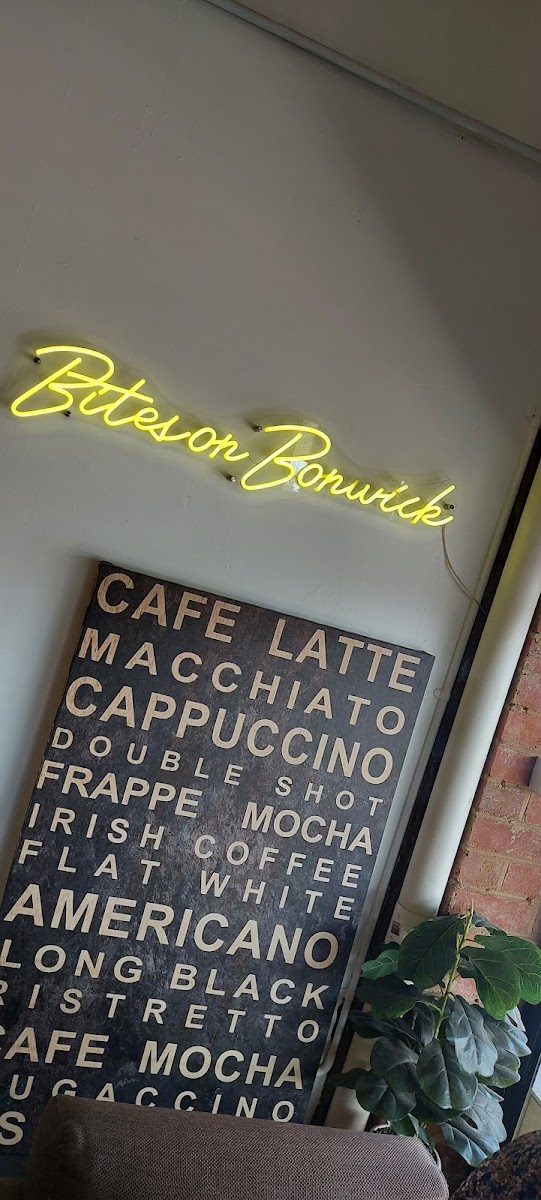 Bites on Bonwick
CAFE LATTE
MACCHIATO
CAPPUCCINO
DOUBLE SHOT
FRAPPE MOCHA
IRISH COFFEE
FLAT WHITE
AMERICANO
LONG BLACK
RISTRETTO
CAFE MOCHA
UGACCINO
S